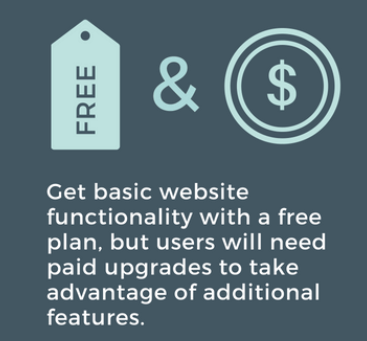 FREE & $
Get basic website
functionality with a free
plan, but users will need
paid upgrades to take
advantage of additional
features.